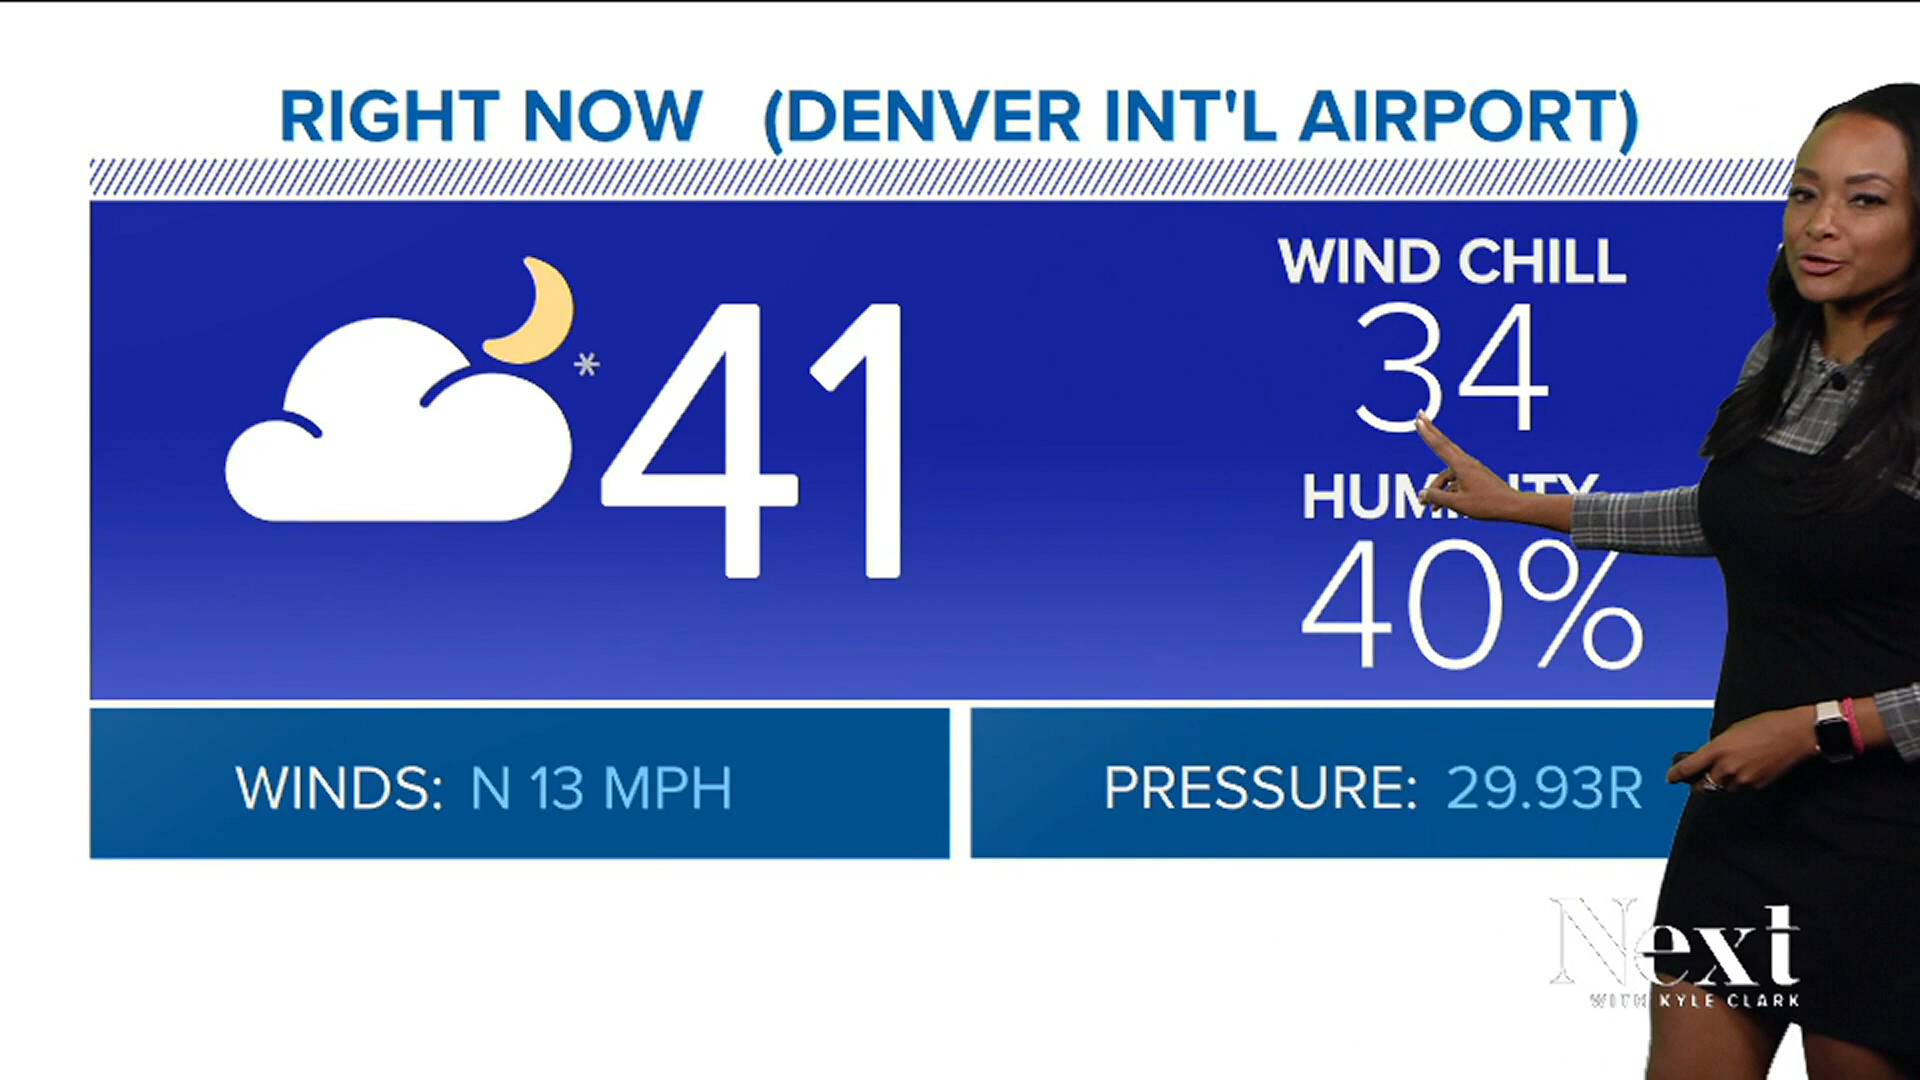 RIGHT NOW (DENVER INT'L AIRPORT)
41
WIND CHILL
34
40%
WINDS: N 13 MPH
PRESSURE: 29.93R
Next
WITH KYLE CLARK